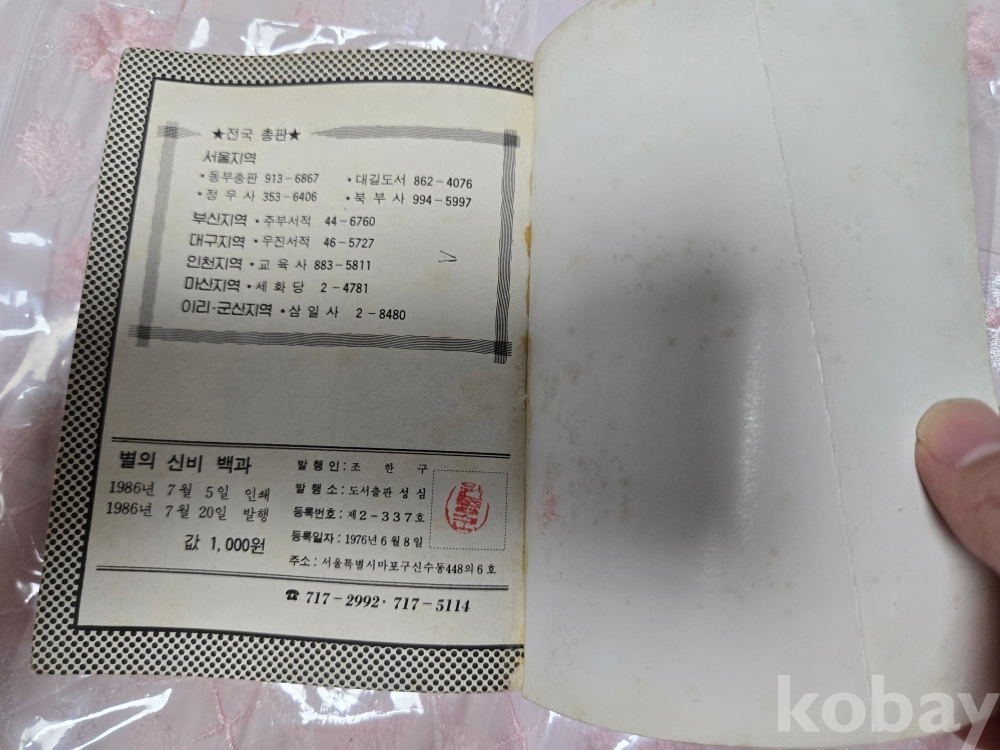 ★전국 총판★
서울지역
•동부총판 913-6867 •대길도서 862-4076
•정우사 353-6406 •북부사 994-5997
부산지역 •주부서적 44-6760
대구지역 •우진서적 46-5727
인천지역 •교육사 883-5811
마산지역 •세화당 2-4781
이리·군산지역 •삼일사 2-8480
별의 신비 백과
1986년 7월 5일 인쇄
1986년 7월 20일 발행
값 1,000원
발행인: 조한구
발행소: 도서출판 성심
등록번호: 제2-337호
등록일자: 1976년 6월 8일
주소: 서울특별시마포구신수동448의6호
☎ 717-2992·717-5114
kobay